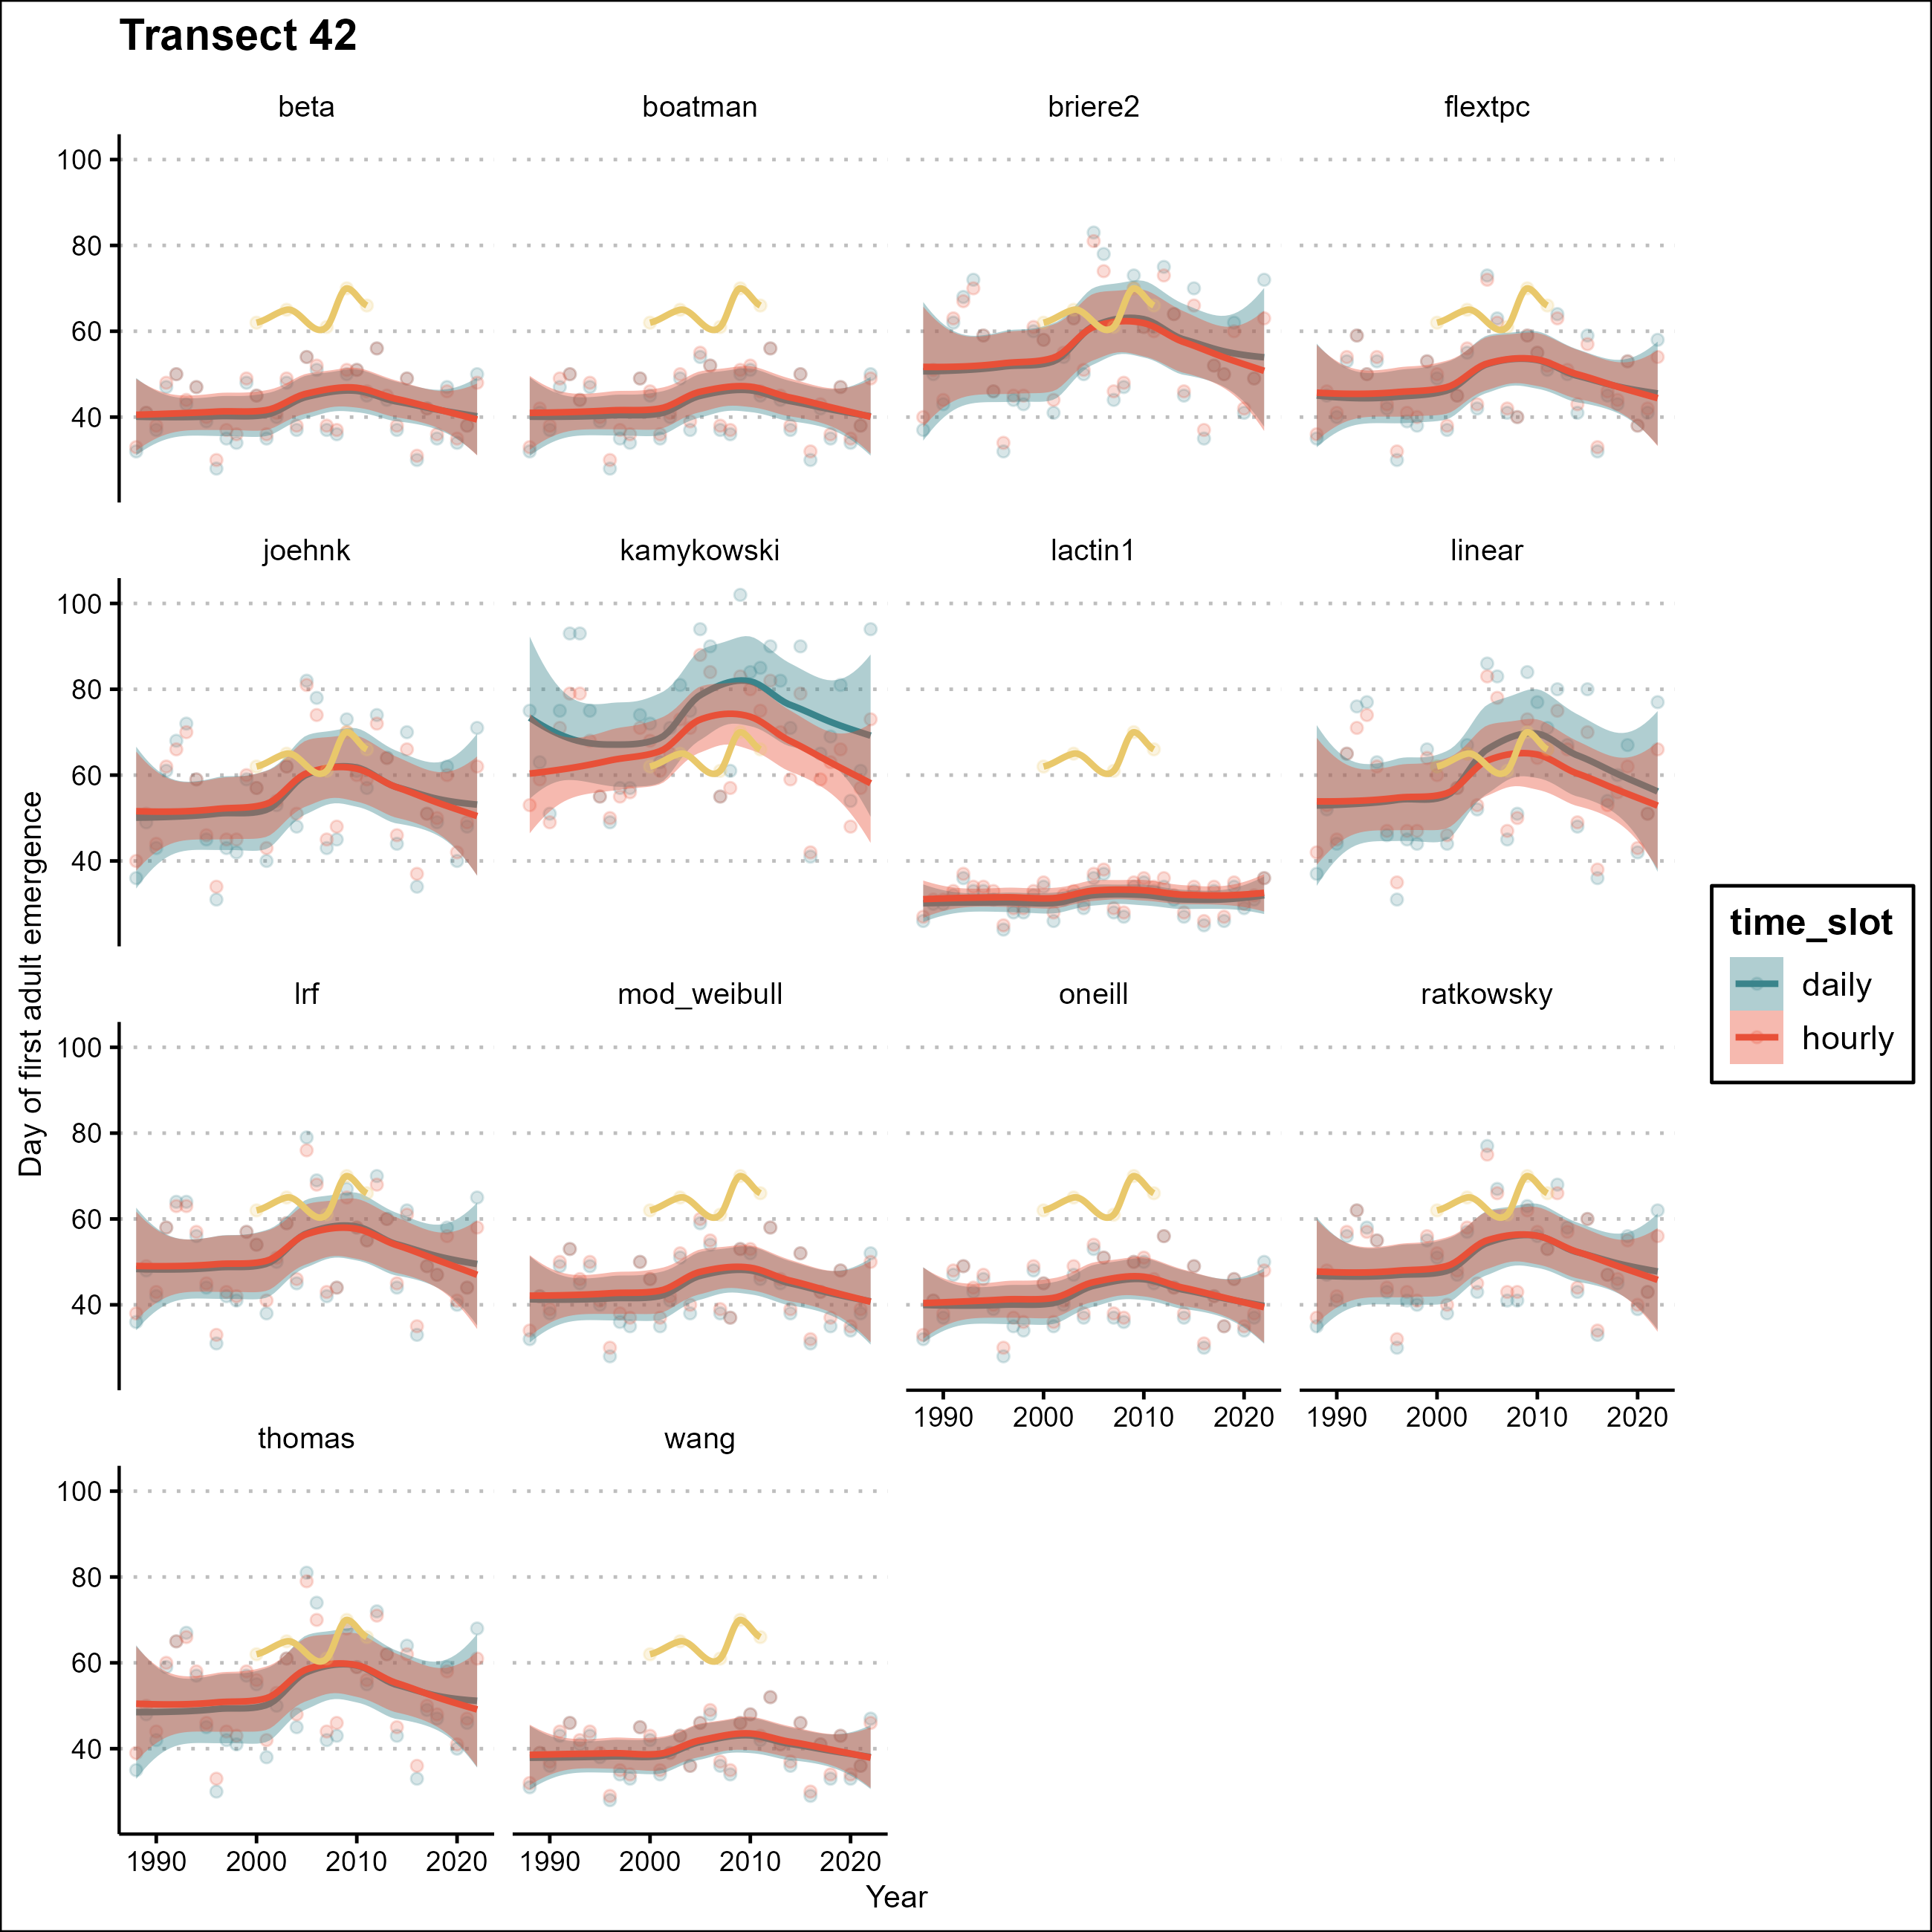 Transect 42
beta boatman briere2 flextpc
100
80
60
40
joehnk kamykowski lactin1 linear
100
80
60
40
Day of first adult emergence
time_slot
daily
hourly
lrf mod_weibull oneill ratkowsky
100
80
60
40
1990 2000 2010 2020 1990 2000 2010 2020
thomas wang
100
80
60
40
1990 2000 2010 2020 1990 2000 2010 2020
Year